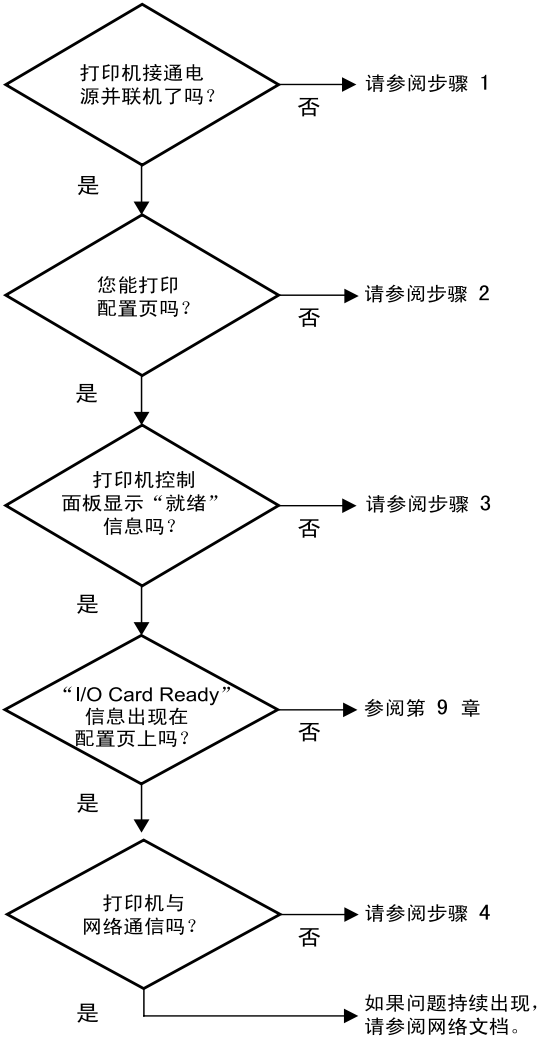 打印机接通电
源并联机了吗?
请参阅步骤 1
否
是
您能打印
配置页吗?
请参阅步骤 2
否
是
打印机控制
面板显示“就绪”
信息吗?
请参阅步骤 3
否
是
“I/O Card Ready”
信息出现在
配置页上吗?
参阅第 9 章
否
是
打印机与
网络通信吗?
请参阅步骤 4
否
是
如果问题持续出现,
请参阅网络文档。